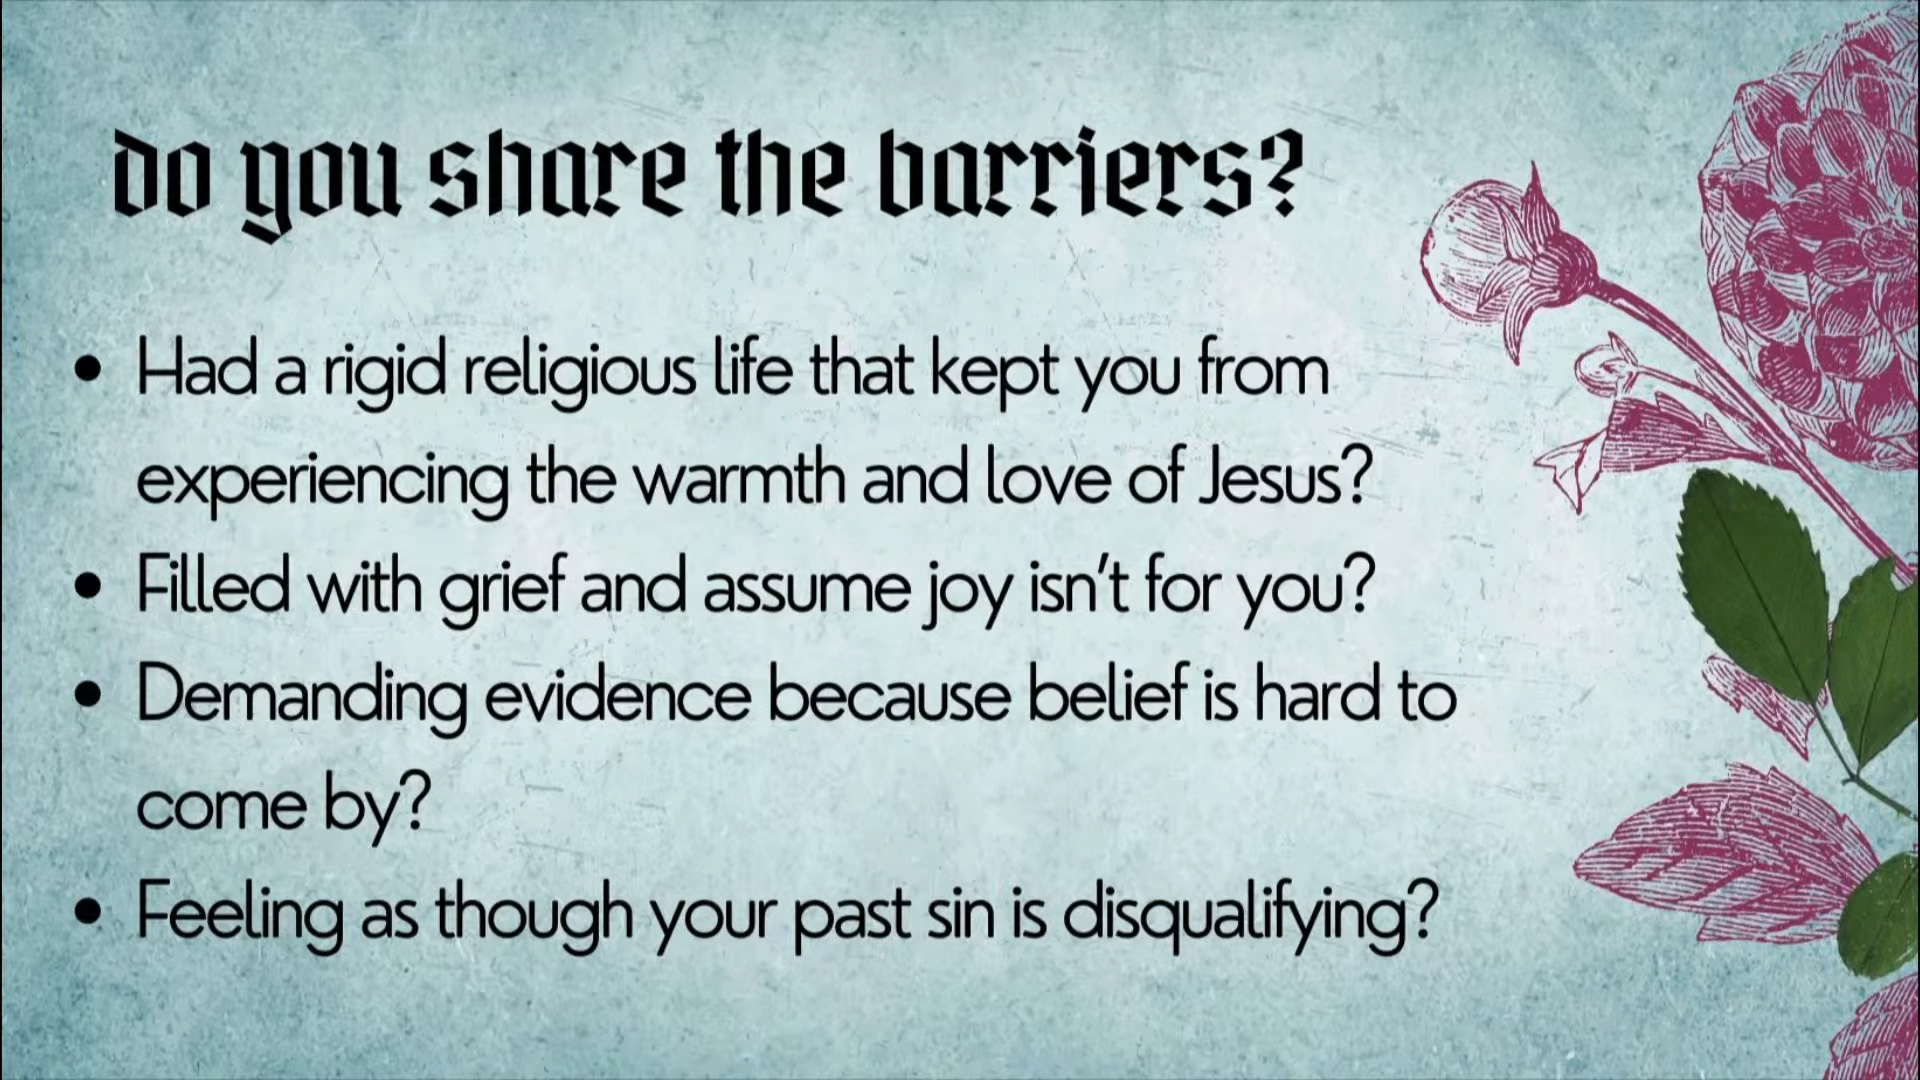 do you share the barriers?
• Had a rigid religious life that kept you from
experiencing the warmth and love of Jesus?
• Filled with grief and assume joy isn't for you?
• Demanding evidence because belief is hard to
come by?
• Feeling as though your past sin is disqualifying?